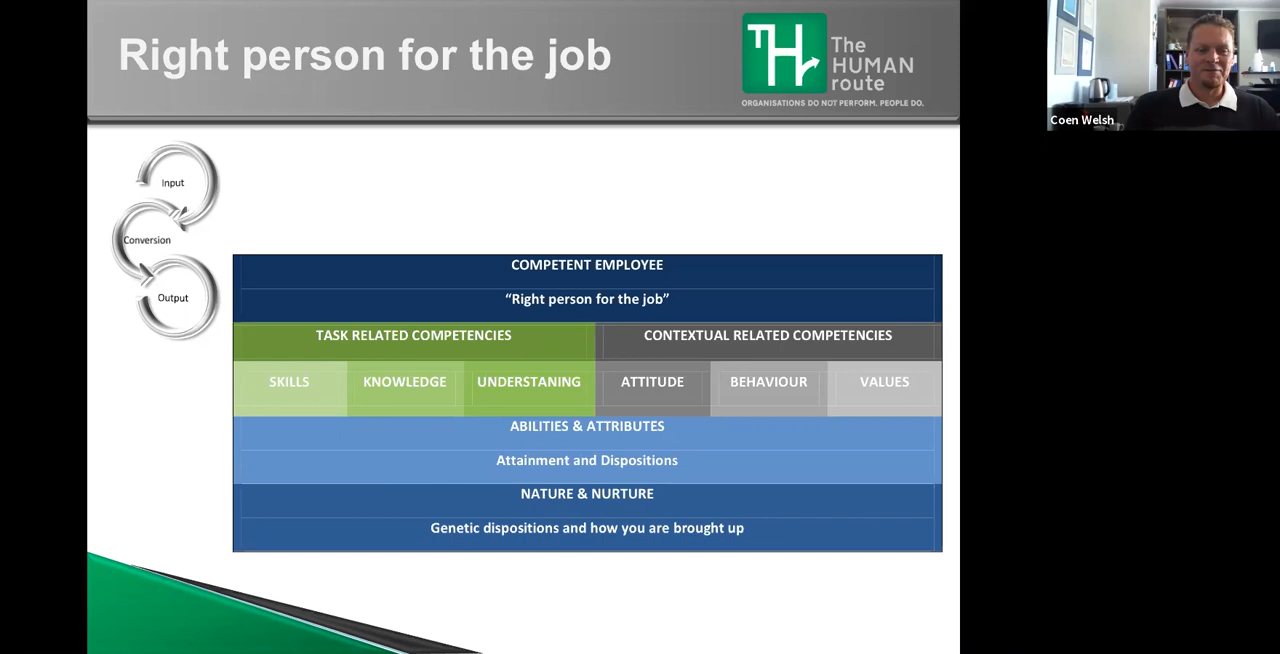 Right person for the job
TH
The
HUMAN
route
ORGANISATIONS DO NOT PERFORM. PEOPLE DO.
Coen Welsh
Input
Conversion
Output
COMPETENT EMPLOYEE
“Right person for the job”
TASK RELATED COMPETENCIES
CONTEXTUAL RELATED COMPETENCIES
SKILLS
KNOWLEDGE
UNDERSTANING
ATTITUDE
BEHAVIOUR
VALUES
ABILITIES & ATTRIBUTES
Attainment and Dispositions
NATURE & NURTURE
Genetic dispositions and how you are brought up